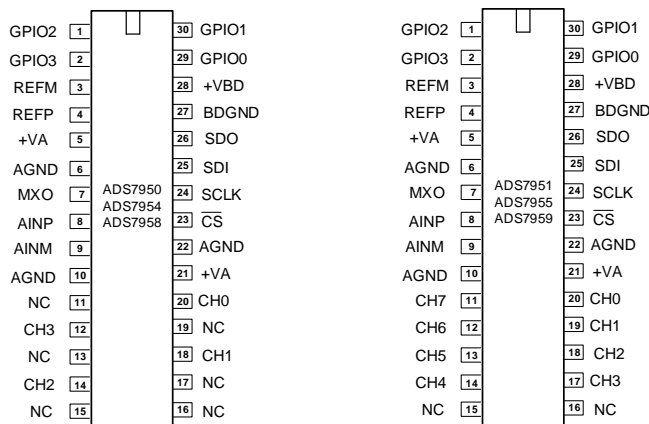 GPIO2 1 30 GPIO1
GPIO3 2 29 GPIO0
REFM 3 28 +VBD
REFP 4 27 BDGND
+VA 5 26 SDO
AGND 6 25 SDI
MXO 7 24 SCLK
AINP 8 23 CS
AINM 9 22 AGND
AGND 10 21 +VA
NC 11 20 CH0
CH3 12 19 NC
NC 13 18 CH1
CH2 14 17 NC
NC 15 16 NC
ADS7950
ADS7954
ADS7958
GPIO2 1 30 GPIO1
GPIO3 2 29 GPIO0
REFM 3 28 +VBD
REFP 4 27 BDGND
+VA 5 26 SDO
AGND 6 25 SDI
MXO 7 24 SCLK
AINP 8 23 CS
AINM 9 22 AGND
AGND 10 21 +VA
CH7 11 20 CH0
CH6 12 19 CH1
CH5 13 18 CH2
CH4 14 17 CH3
NC 15 16 NC
ADS7951
ADS7955
ADS7959